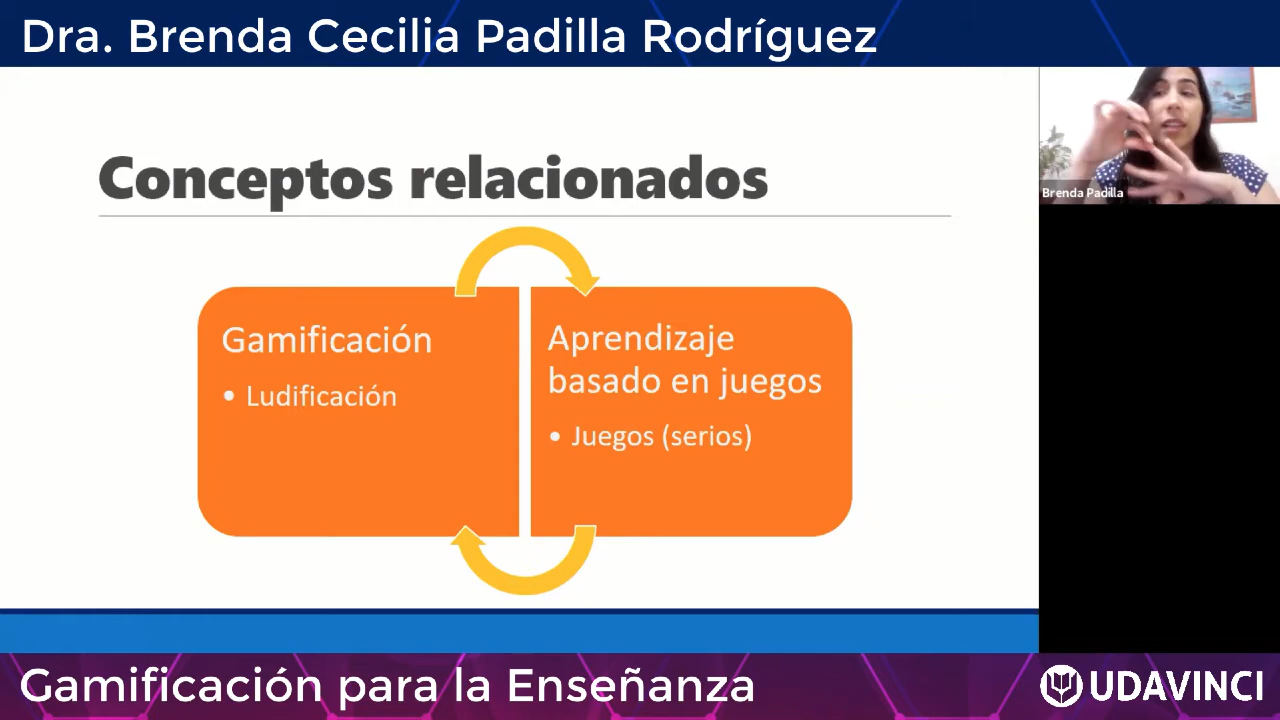 Dra. Brenda Cecilia Padilla Rodríguez
Conceptos relacionados
Gamificación
• Ludificación
Aprendizaje
basado en juegos
• Juegos (serios)
Brenda Padilla
Gamificación para la Enseñanza
UDAVINCI